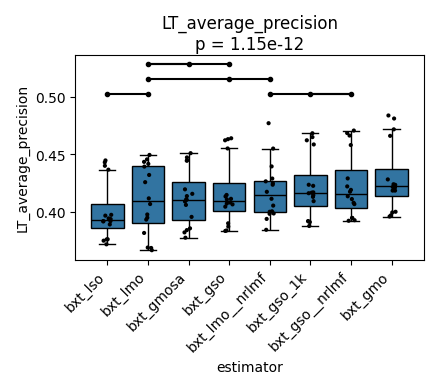 LT_average_precision
p = 1.15e-12
LT_average_precision
0.50
0.45
0.40
bxt_lso
bxt_lmo
bxt_gmosa
bxt_gso
bxt_lmo__nrlmf
bxt_gso_1k
bxt_gso__nrlmf
bxt_gmo
estimator